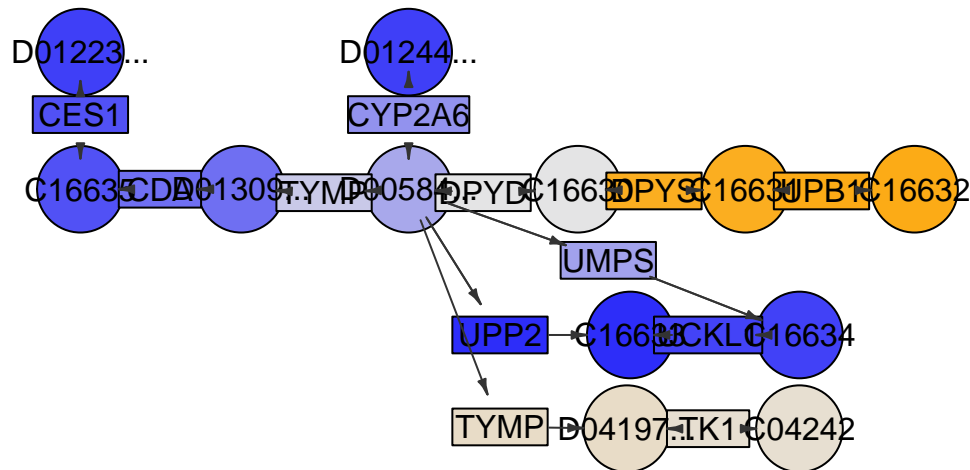 D01223...
D01244...
CES1
CYP2A6
C16635
CDA
D01309...
TYMP
D00584...
DPYD
C16630
DPYS
C16631
UPB1
C16632
UMPS
UPP2
C16633
UCKL1
C16634
TYMP
D04197...
TK1
C04242